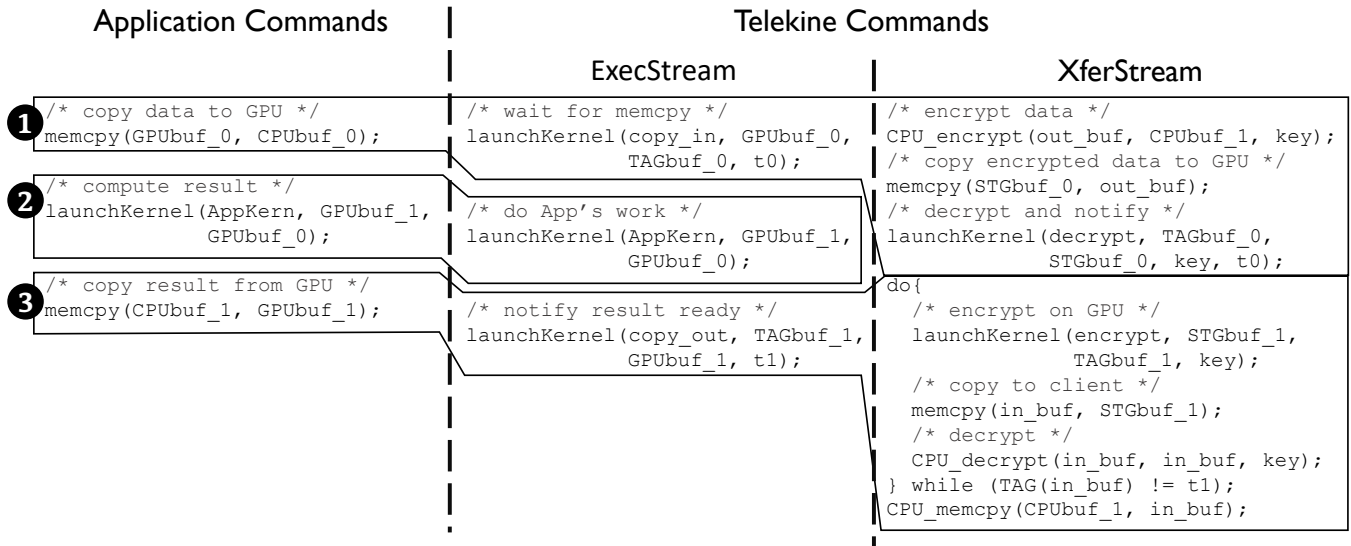 Application Commands
Telekine Commands
ExecStream
XferStream
1
/* copy data to GPU */
memcpy(GPUbuf_0, CPUbuf_0);
/* wait for memcpy */
launchKernel(copy_in, GPUbuf_0,
TAGbuf_0, t0);
/* encrypt data */
CPU_encrypt(out_buf, CPUbuf_1, key);
/* copy encrypted data to GPU */
memcpy(STGbuf_0, out_buf);
/* decrypt and notify */
launchKernel(decrypt, TAGbuf_0,
STGbuf_0, key, t0);
2
/* compute result */
launchKernel(AppKern, GPUbuf_1,
GPUbuf_0);
/* do App's work */
launchKernel(AppKern, GPUbuf_1,
GPUbuf_0);
3
/* copy result from GPU */
memcpy(CPUbuf_1, GPUbuf_1);
/* notify result ready */
launchKernel(copy_out, TAGbuf_1,
GPUbuf_1, t1);
do{
/* encrypt on GPU */
launchKernel(encrypt, STGbuf_1,
TAGbuf_1, key);
/* copy to client */
memcpy(in_buf, STGbuf_1);
/* decrypt */
CPU_decrypt(in_buf, in_buf, key);
} while (TAG(in_buf) != t1);
CPU_memcpy(CPUbuf_1, in_buf);